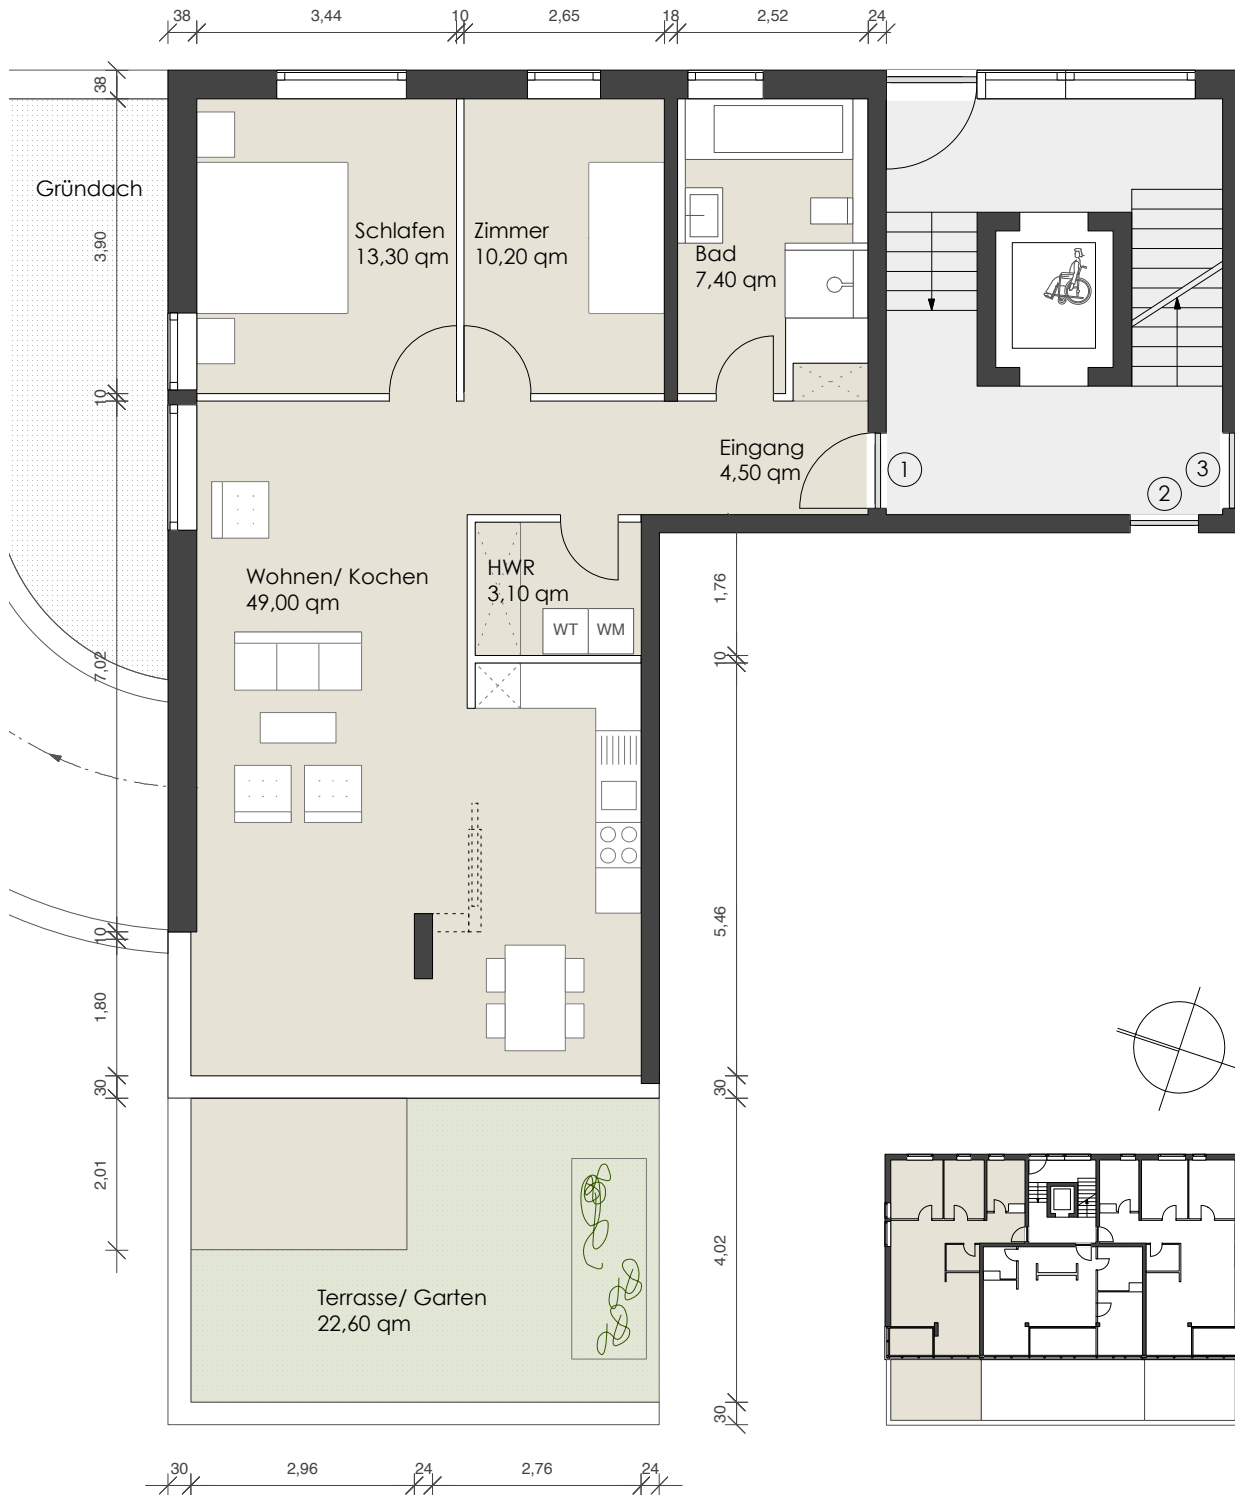 38
3,44
10
2,65
18
2,52
24
38
Gründach
3,90
Schlafen
13,30 qm
Zimmer
10,20 qm
Bad
7,40 qm
10
Eingang
4,50 qm
1
2
3
Wohnen/ Kochen
49,00 qm
HWR
3,10 qm
WT
WM
1,76
10
7,02
5,46
10
1,80
30
30
2,01
4,02
Terrasse/ Garten
22,60 qm
30
30
2,96
24
2,76
24